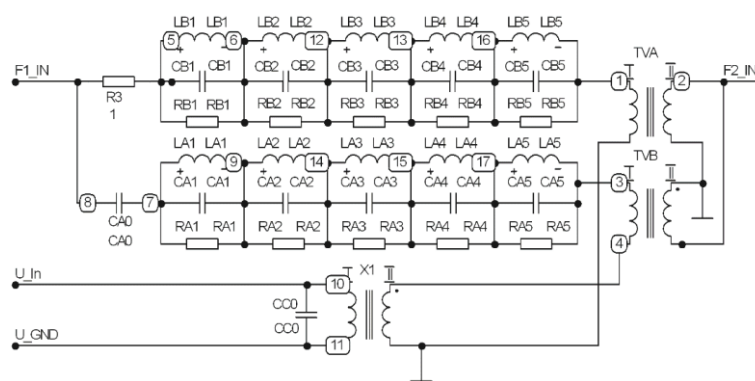 LB1 LB1 LB2 LB2 LB3 LB3 LB4 LB4 LB5 LB5
5 6 12 13 16
+ - + + + + -
TVA
F1_IN
CB1 CB1 CB2 CB2 CB3 CB3 CB4 CB4 CB5 CB5
1 I II 2
F2_IN
R3
1
RB1 RB1 RB2 RB2 RB3 RB3 RB4 RB4 RB5 RB5
LA1 LA1 LA2 LA2 LA3 LA3 LA4 LA4 LA5 LA5
TVB
9 14 15 17
+ - + + + + -
CA1 CA1 CA2 CA2 CA3 CA3 CA4 CA4 CA5 CA5
3 I II
8 7
CA0
CA0
RA1 RA1 RA2 RA2 RA3 RA3 RA4 RA4 RA5 RA5
4
U_In
10 I X1 II
CC0
CC0
U_GND
11